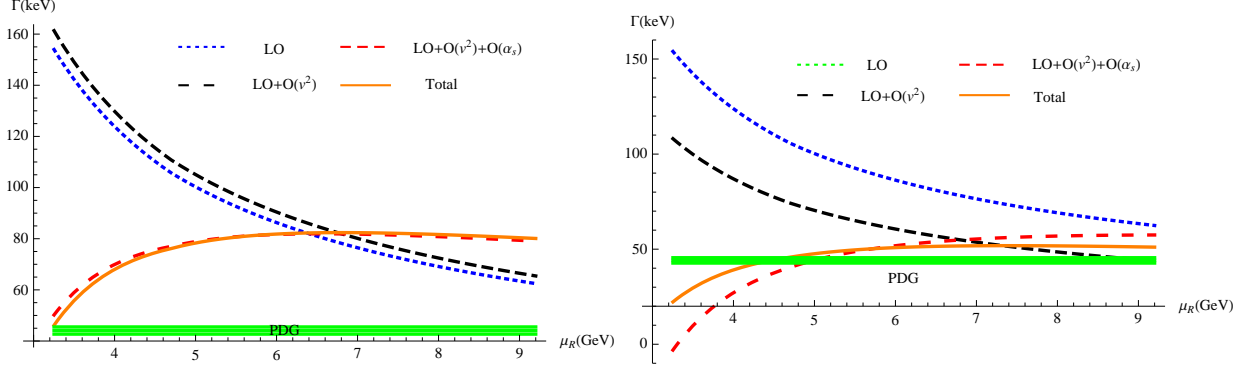 Γ(keV)
160
140
120
100
80
60
LO
LO+O(v²)
LO+O(v²)+O(αₛ)
Total
PDG
4 5 6 7 8 9
μ_R(GeV)
Γ(keV)
150
100
50
0
LO
LO+O(v²)
LO+O(v²)+O(αₛ)
Total
PDG
4 5 6 7 8 9
μ_R(GeV)